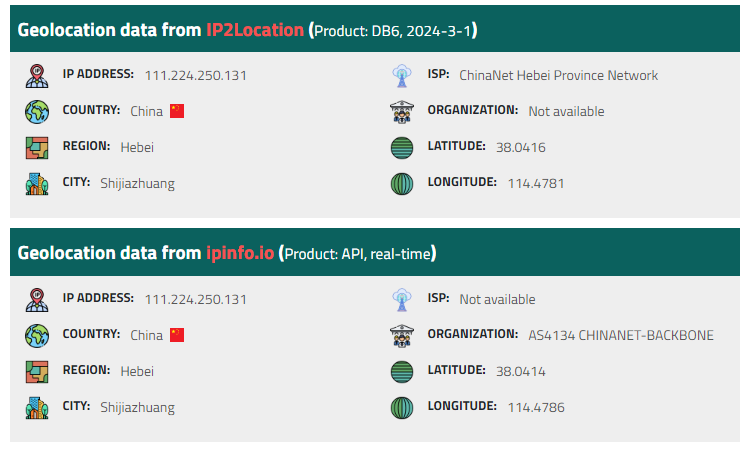 Geolocation data from IP2Location (Product: DB6, 2024-3-1)
IP ADDRESS: 111.224.250.131 ISP: ChinaNet Hebei Province Network
COUNTRY: China ORGANIZATION: Not available
REGION: Hebei LATITUDE: 38.0416
CITY: Shijiazhuang LONGITUDE: 114.4781
Geolocation data from ipinfo.io (Product: API, real-time)
IP ADDRESS: 111.224.250.131 ISP: Not available
COUNTRY: China ORGANIZATION: AS4134 CHINANET-BACKBONE
REGION: Hebei LATITUDE: 38.0414
CITY: Shijiazhuang LONGITUDE: 114.4786